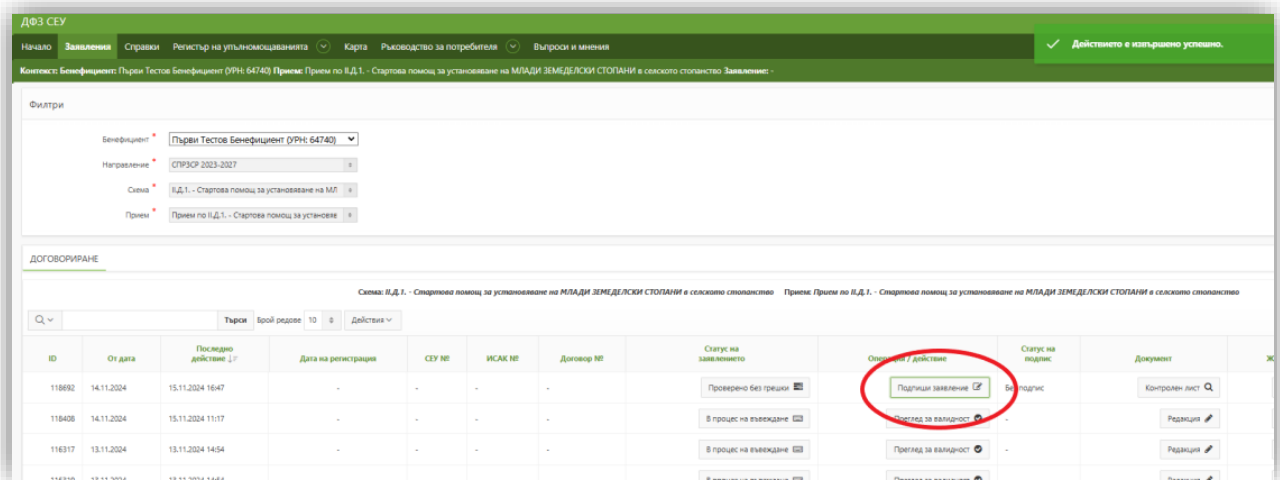 ДФЗ СЕУ
Начало Заявления Справки Регистър на упълномощаванията Карта Ръководство за потребителя Въпроси и мнения
Действието е извършено успешно.
Контекст: Бенефициент: Първи Тестов Бенефициент (УРН: 64740) Прием: Прием по II.Д.1. - Стартова помощ за установяване на МЛАДИ ЗЕМЕДЕЛСКИ СТОПАНИ в селското стопанство Заявление: -
Филтри
Бенефициент * Първи Тестов Бенефициент (УРН: 64740)
Направление * СПРЗСР 2023-2027
Схема * II.Д.1. - Стартова помощ за установяване на МЛ
Прием * Прием по II.Д.1. - Стартова помощ за установяв
ДОГОВОРИРАНЕ
Схема: II.Д.1. - Стартова помощ за установяване на МЛАДИ ЗЕМЕДЕЛСКИ СТОПАНИ в селското стопанство Прием: Прием по II.Д.1. - Стартова помощ за установяване на МЛАДИ ЗЕМЕДЕЛСКИ СТОПАНИ в селското стопанство
Търси Брой редове 10 Действия
ID От дата Последно действие Дата на регистрация СЕУ № ИСАК № Договор № Статус на заявлението Операция / действие Статус на подпис Документ
118692 14.11.2024 15.11.2024 16:47 - - - - Проверено без грешки Подпиши заявление Без подпис Контролен лист
118408 14.11.2024 15.11.2024 11:17 - - - - В процес на въвеждане Преглед за валидност - Редакция
116317 13.11.2024 13.11.2024 14:54 - - - - В процес на въвеждане Преглед за валидност - Редакция